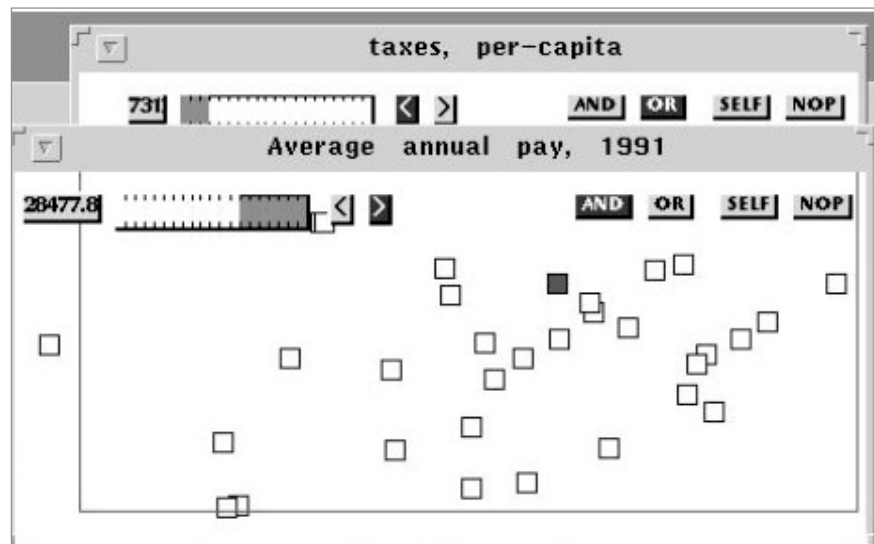 taxes, per-capita
731 < > AND OR SELF NOP
Average annual pay, 1991
28477.8 < > AND OR SELF NOP